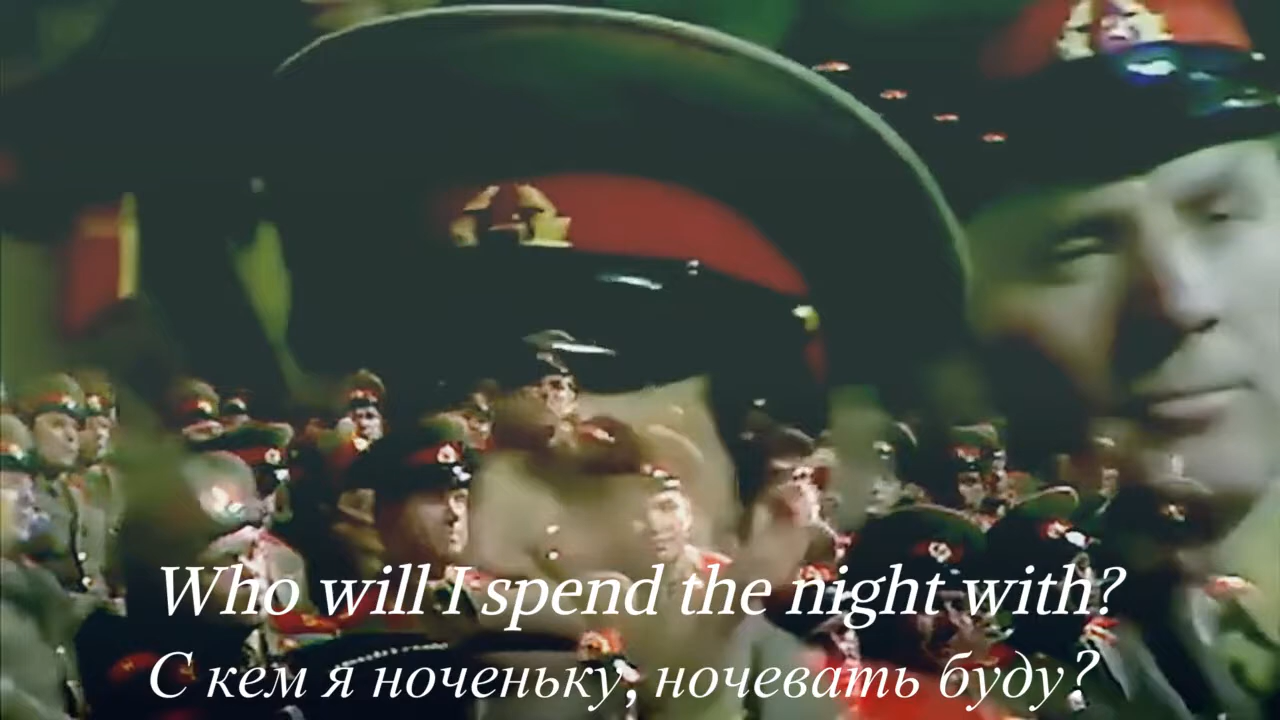 Who will I spend the night with?
С кем я ноченьку, ночевать буду?